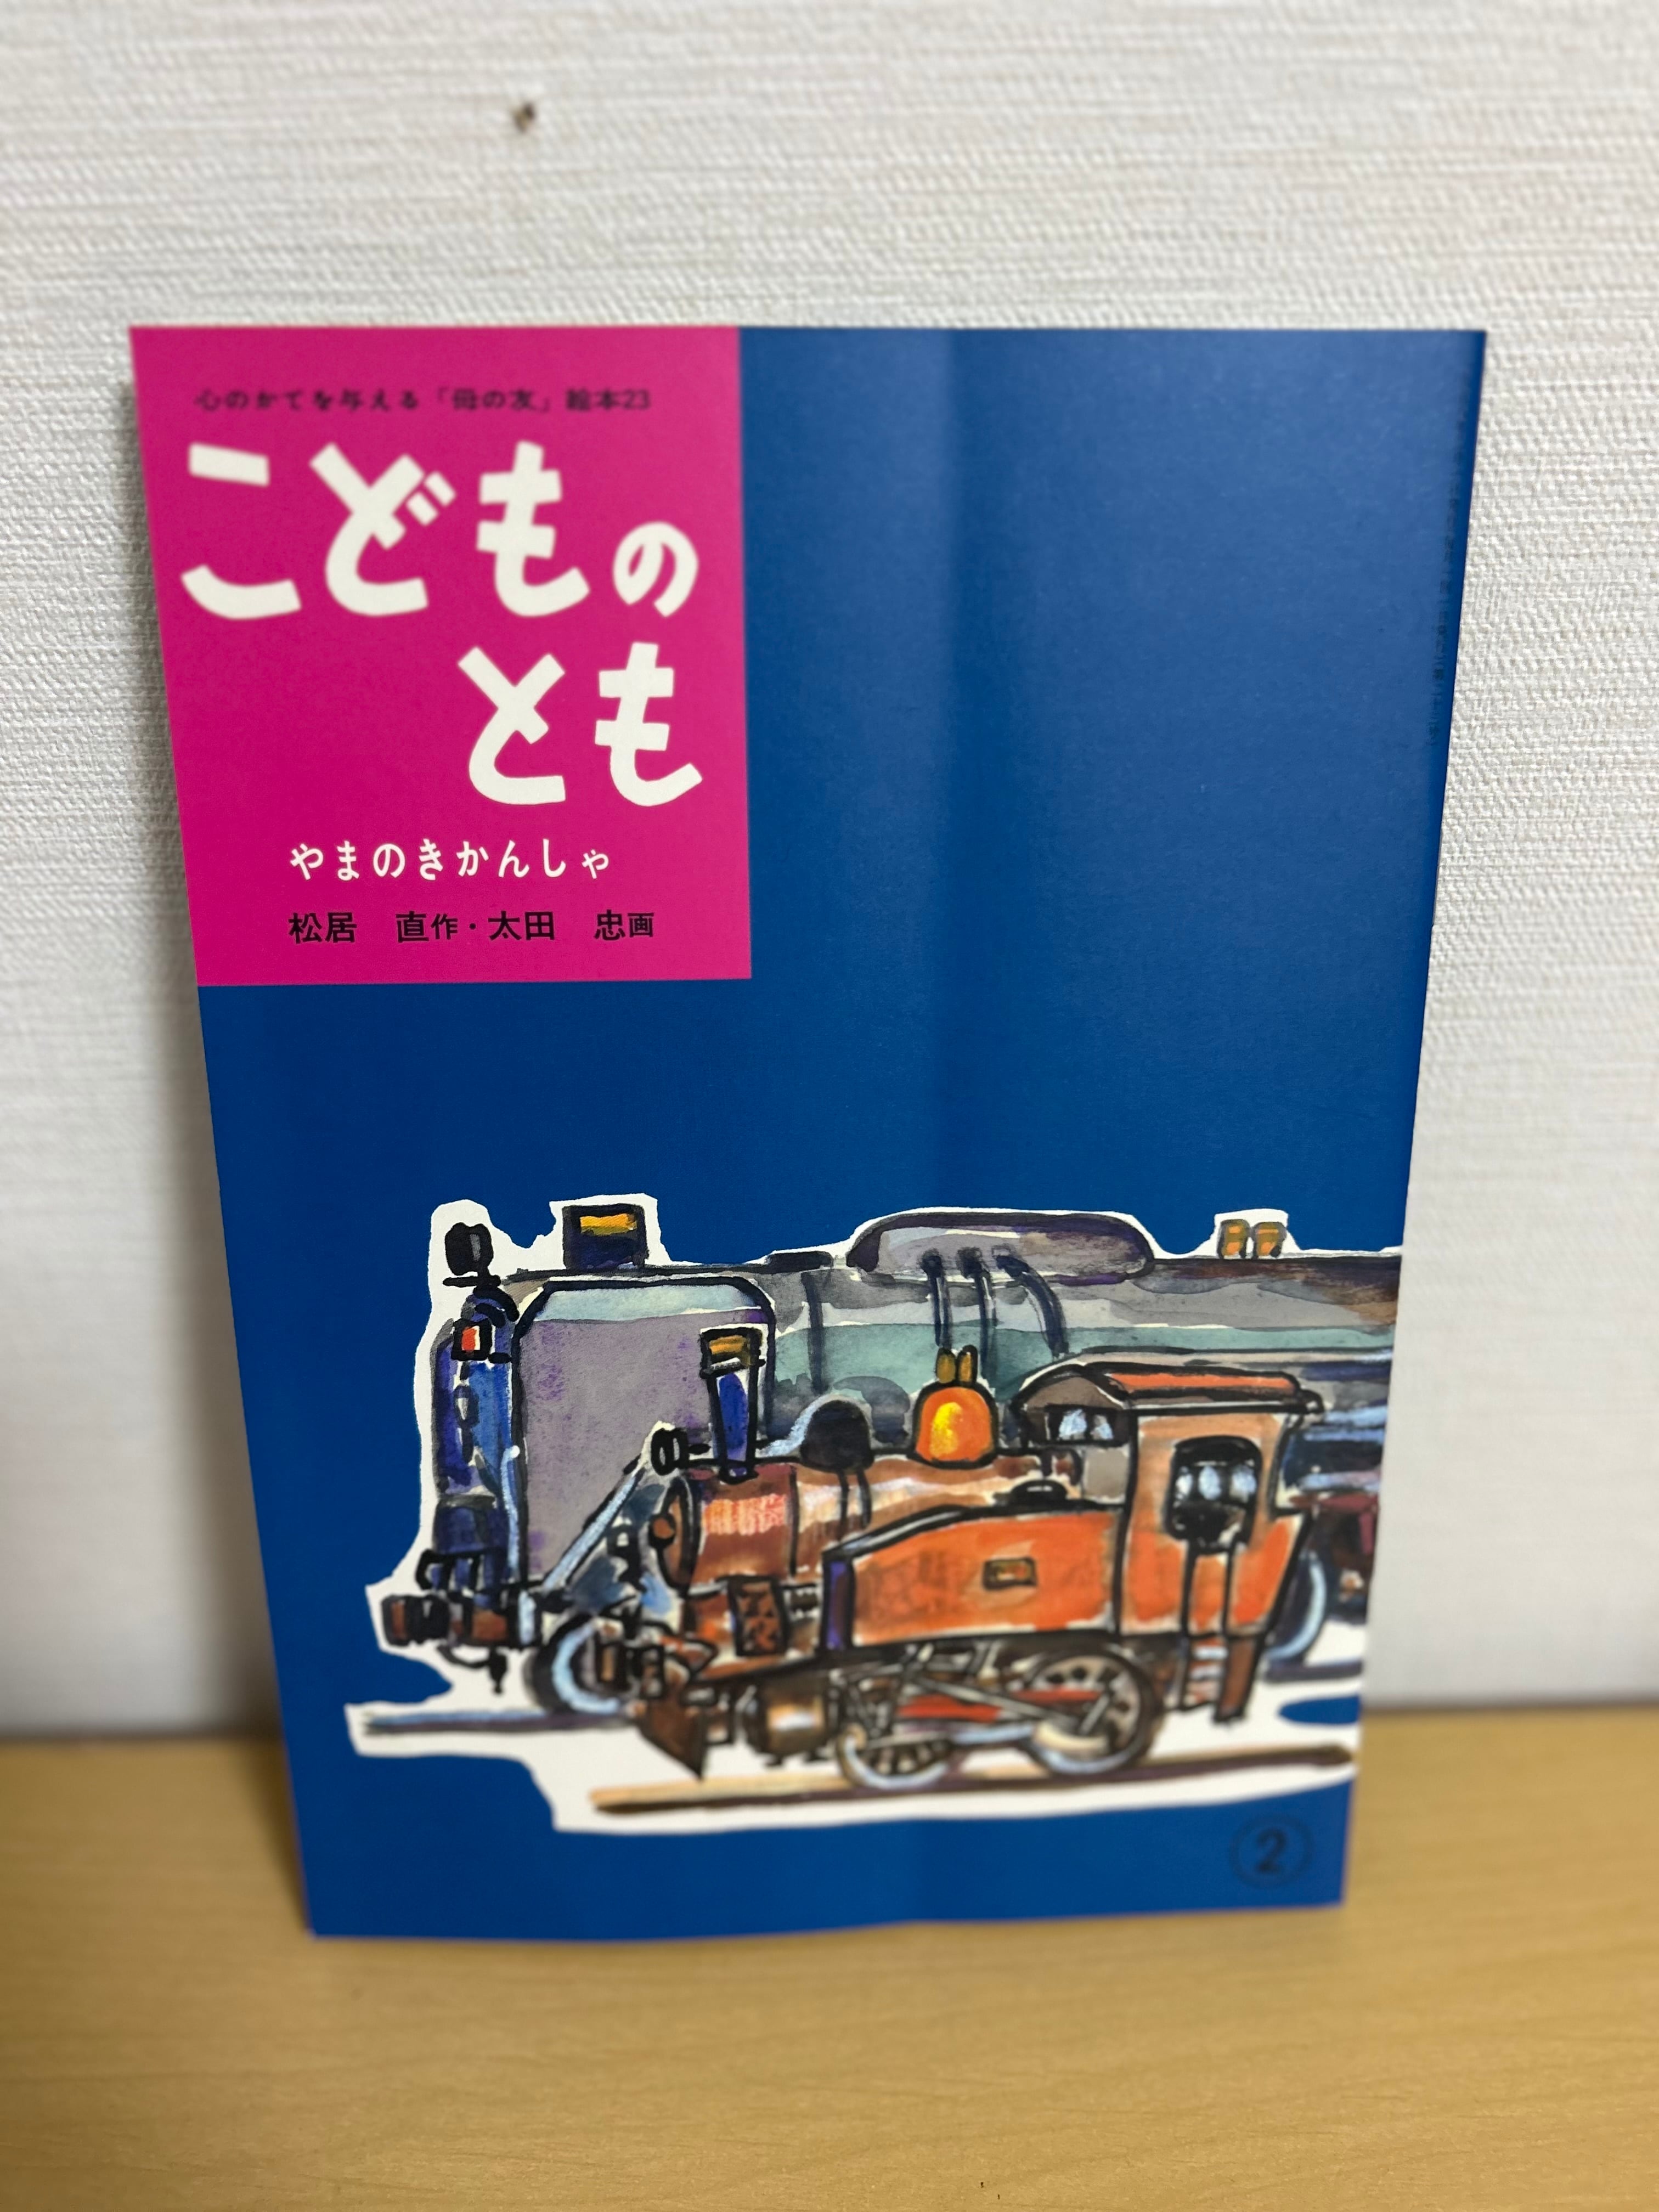 心のかてを与える「母の友」絵本23
こどもの
とも
やまのきかんしゃ
松居 直作・太田 忠画
2